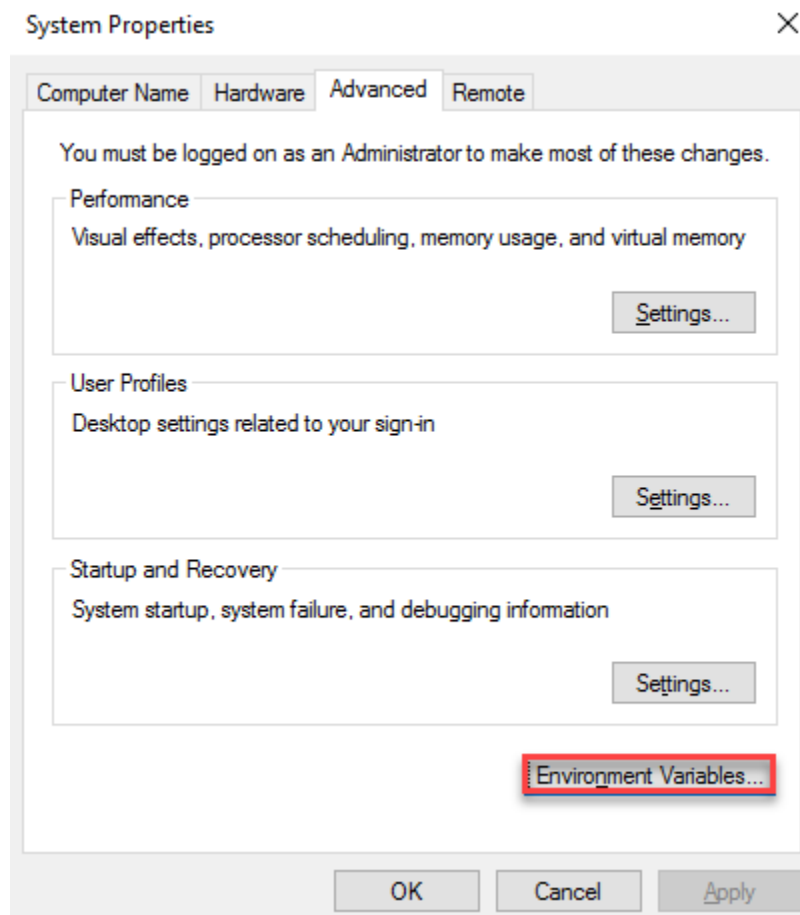 System Properties
Computer Name Hardware Advanced Remote
You must be logged on as an Administrator to make most of these changes.
Performance
Visual effects, processor scheduling, memory usage, and virtual memory
Settings...
User Profiles
Desktop settings related to your sign-in
Settings...
Startup and Recovery
System startup, system failure, and debugging information
Settings...
Environment Variables...
OK Cancel Apply